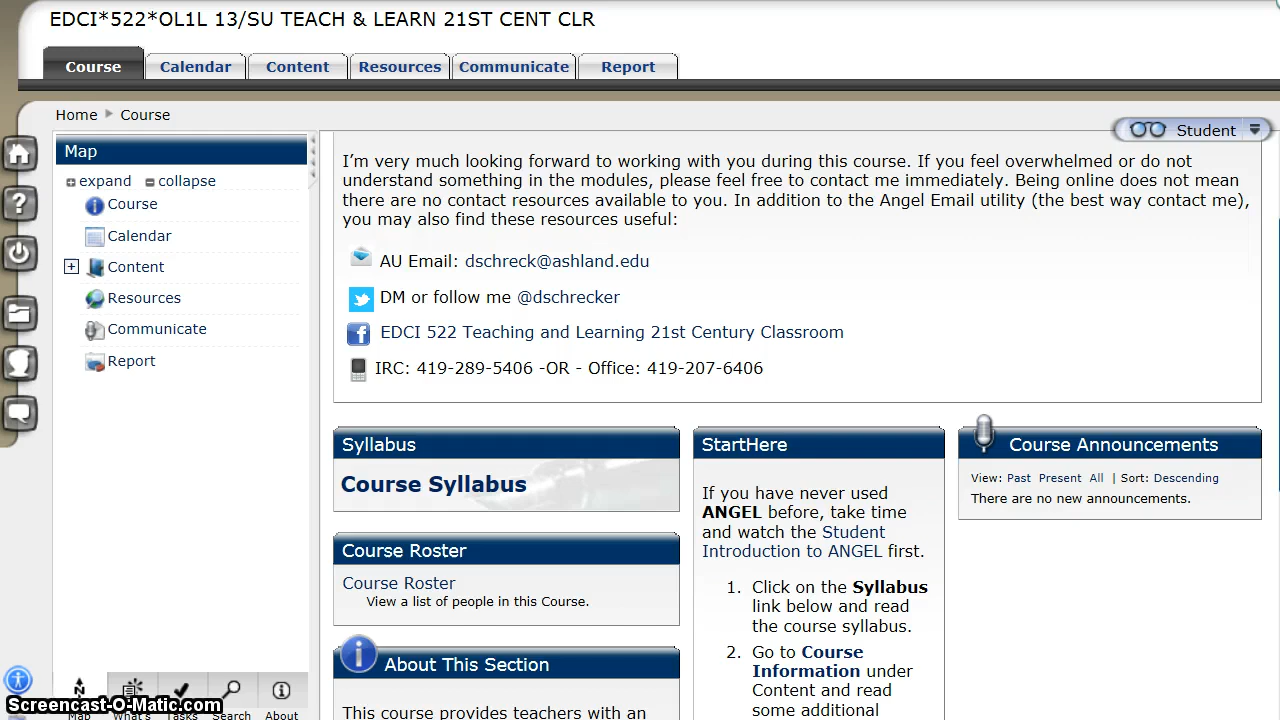 EDCI*522*OL1L 13/SU TEACH & LEARN 21ST CENT CLR
Course
Calendar
Content
Resources
Communicate
Report
Home
Course
Student
Map
expand
collapse
Course
Calendar
Content
Resources
Communicate
Report
I'm very much looking forward to working with you during this course. If you feel overwhelmed or do not
understand something in the modules, please feel free to contact me immediately. Being online does not mean
there are no contact resources available to you. In addition to the Angel Email utility (the best way contact me),
you may also find these resources useful:
AU Email: dschreck@ashland.edu
DM or follow me @dschrecker
EDCI 522 Teaching and Learning 21st Century Classroom
IRC: 419-289-5406 -OR - Office: 419-207-6406
Syllabus
Course Syllabus
Course Roster
Course Roster
View a list of people in this Course.
About This Section
This course provides teachers with an
StartHere
If you have never used
ANGEL before, take time
and watch the Student
Introduction to ANGEL first.
1. Click on the Syllabus
link below and read
the course syllabus.
2. Go to Course
Information under
Content and read
some additional
Course Announcements
View: Past Present All | Sort: Descending
There are no new announcements.
Screencast-O-Matic.com
Map
What's
Tasks
Search
About